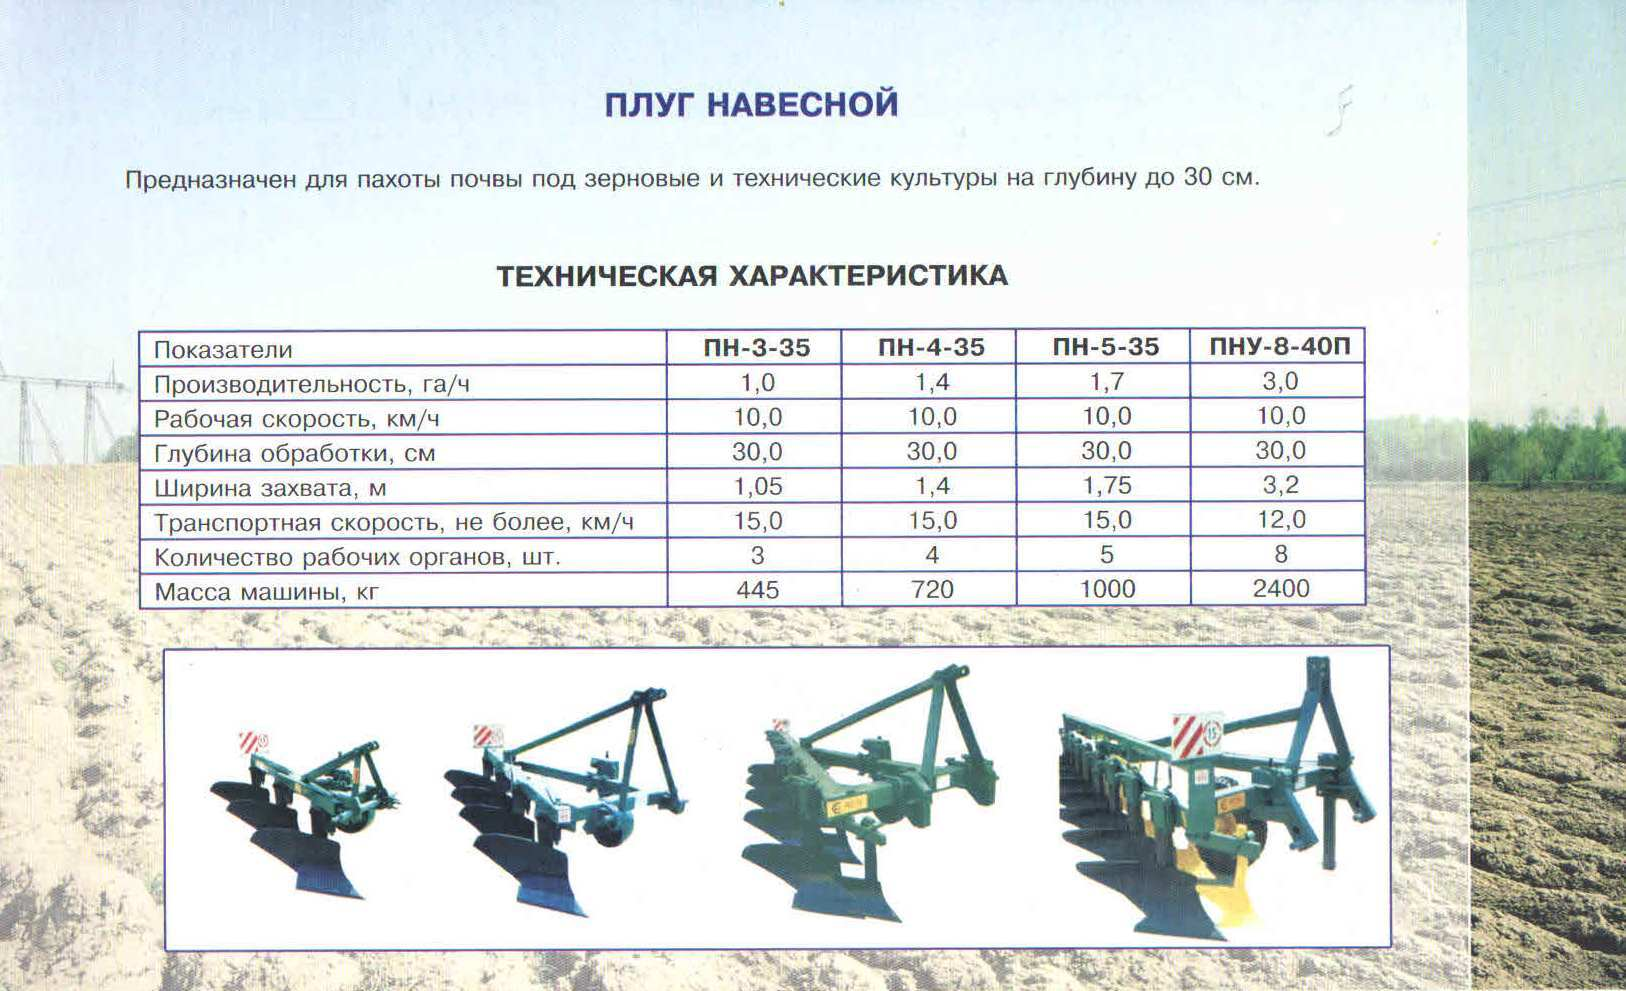 ПЛУГ НАВЕСНОЙ
Предназначен для пахоты почвы под зерновые и технические культуры на глубину до 30 см.
ТЕХНИЧЕСКАЯ ХАРАКТЕРИСТИКА
Показатели ПН-3-35 ПН-4-35 ПН-5-35 ПНУ-8-40П
Производительность, га/ч 1,0 1,4 1,7 3,0
Рабочая скорость, км/ч 10,0 10,0 10,0 10,0
Глубина обработки, см 30,0 30,0 30,0 30,0
Ширина захвата, м 1,05 1,4 1,75 3,2
Транспортная скорость, не более, км/ч 15,0 15,0 15,0 12,0
Количество рабочих органов, шт. 3 4 5 8
Масса машины, кг 445 720 1000 2400
15